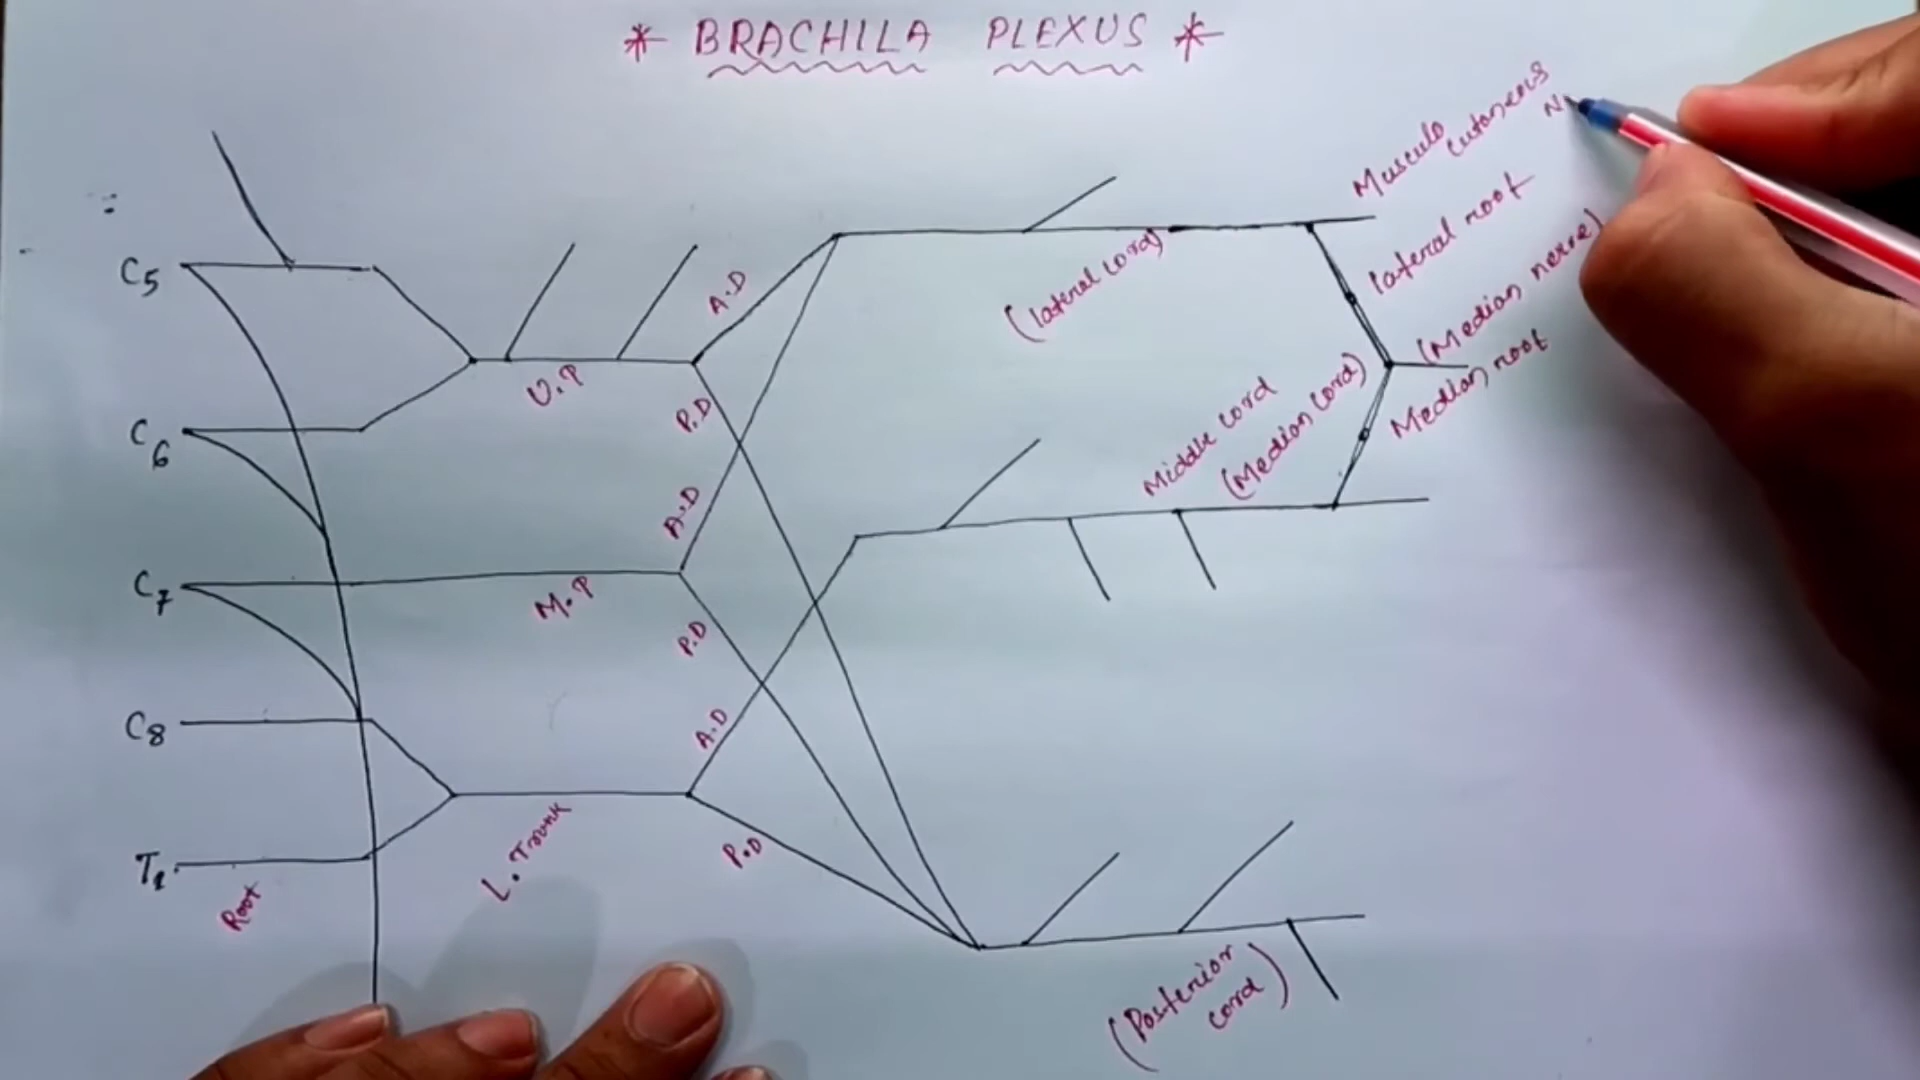 * BRACHILA PLEXUS *
Musculo
cutaneous
N
lateral root
(Median nerve)
Median root
(lateral cord)
Middle cord
(Median cord)
C5
C6
C7
C8
T1
Root
U.P
M.P
L. Trunk
A.D
P.D
A.D
P.D
A.D
P.D
(Posterior
cord)